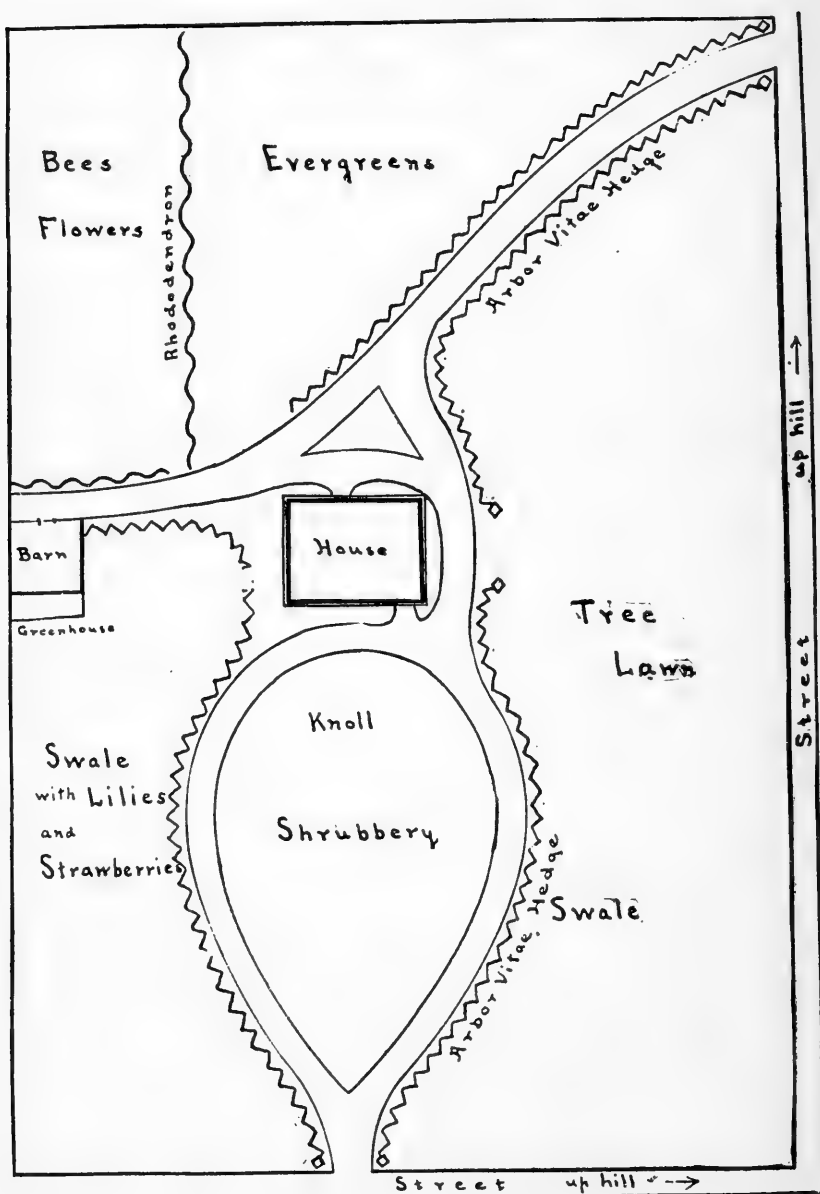 Bees
Flowers
Rhododendron
Evergreens
Arbor Vitae Hedge
up hill →
Street
Barn
Greenhouse
House
Tree
Lawn
Knoll
Shrubbery
Swale
with Lilies
and
Strawberries
Swale
Arbor Vitae Hedge
Street up hill →